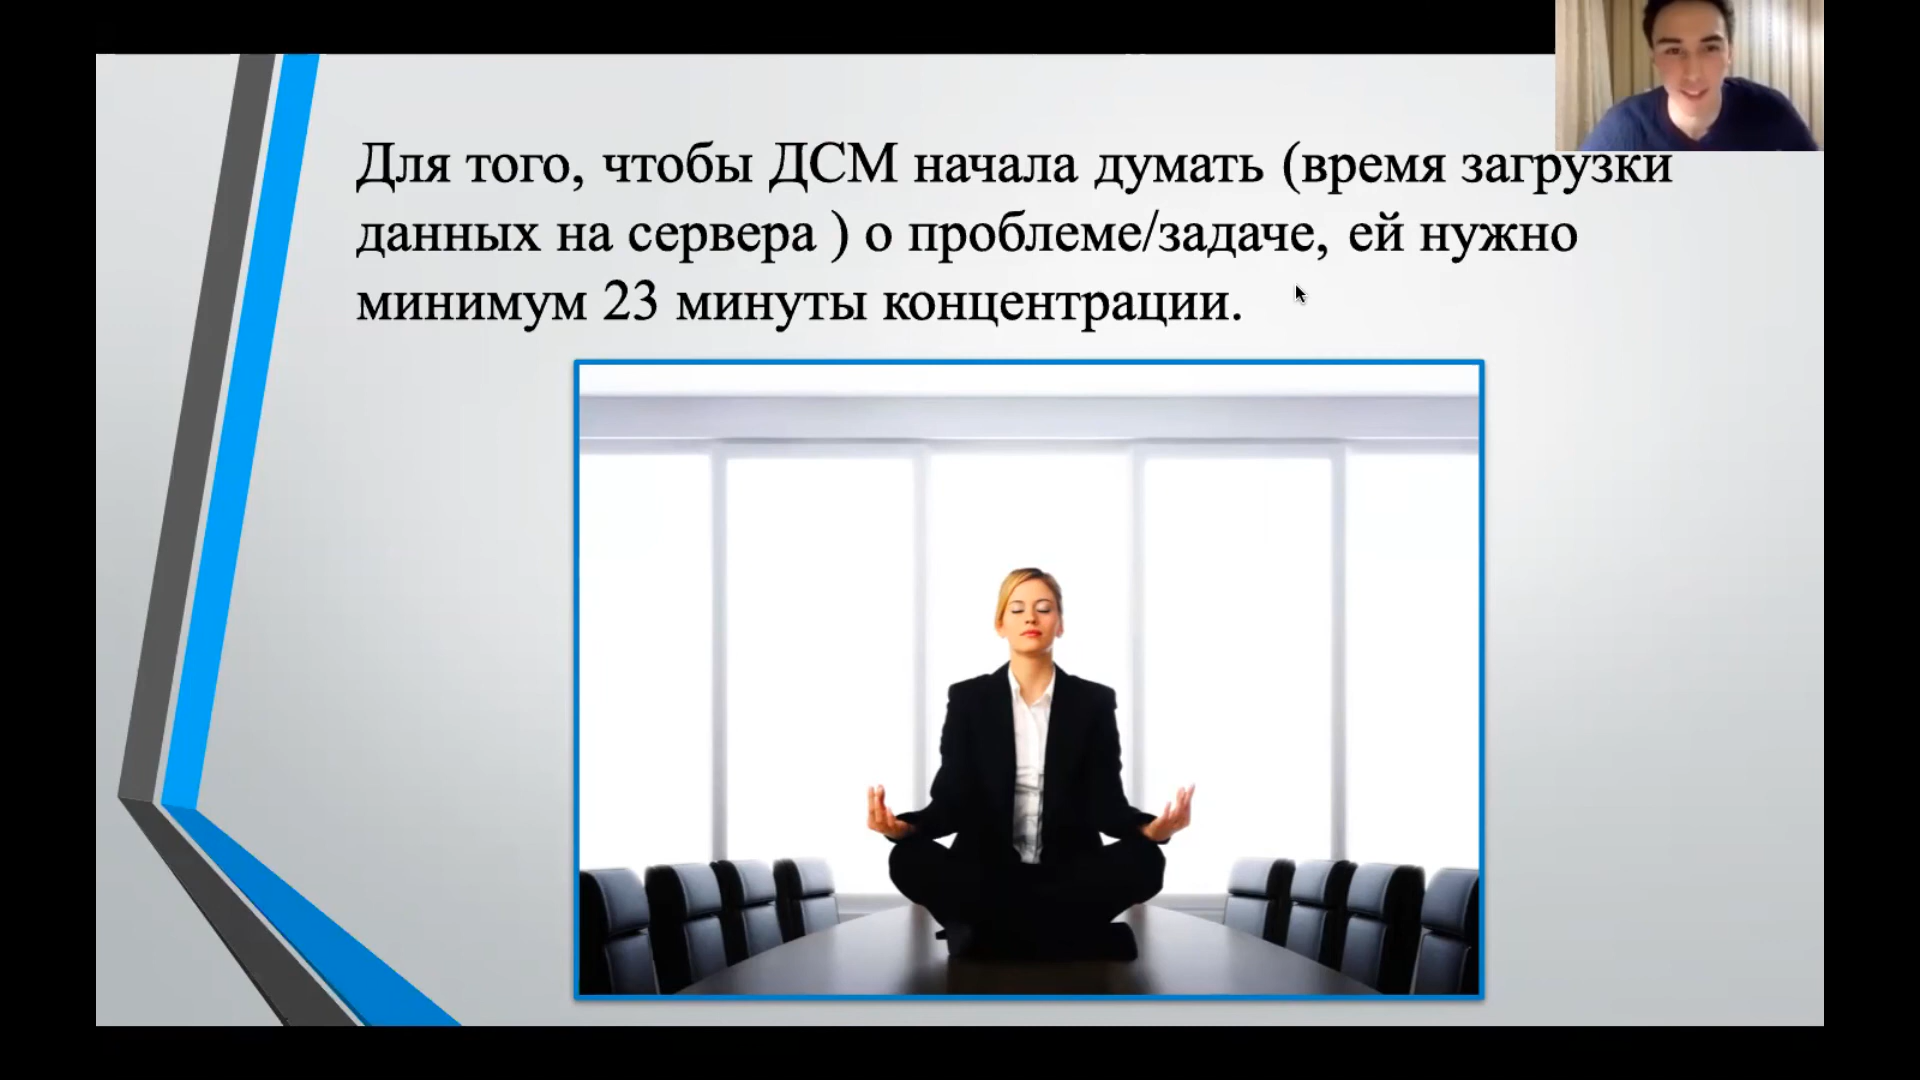 Для того, чтобы ДСМ начала думать (время загрузки
данных на сервера ) о проблеме/задаче, ей нужно
минимум 23 минуты концентрации.